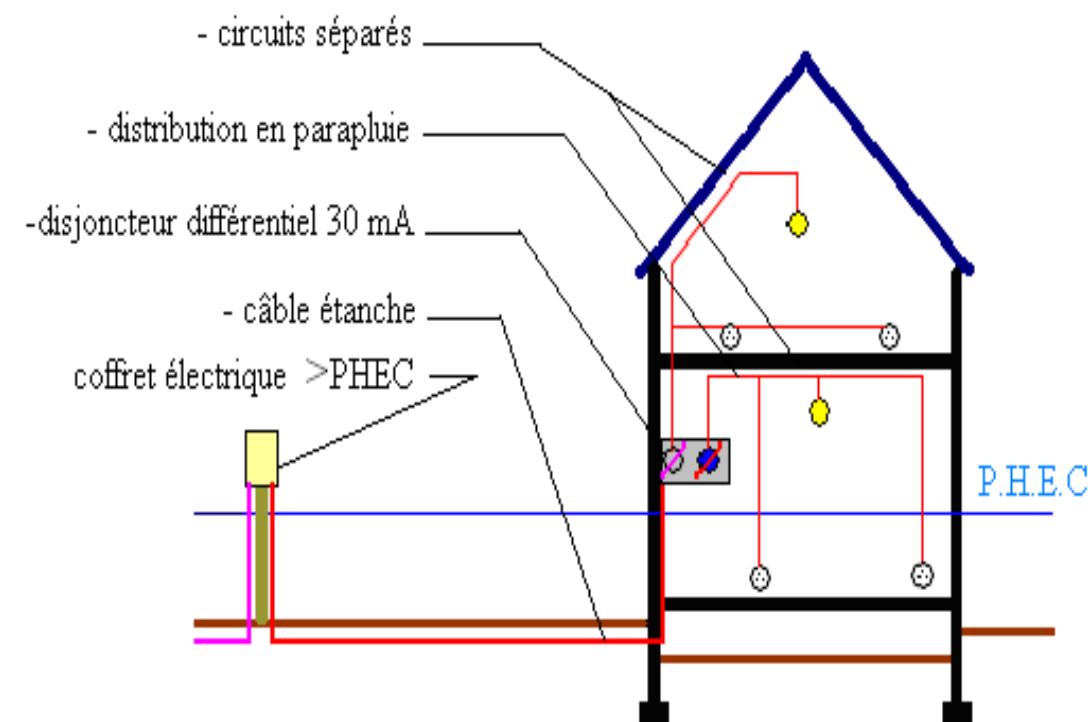 - circuits séparés
- distribution en parapluie
-disjoncteur différentiel 30 mA
- câble étanche
coffret électrique >PHEC
P.H.E.C